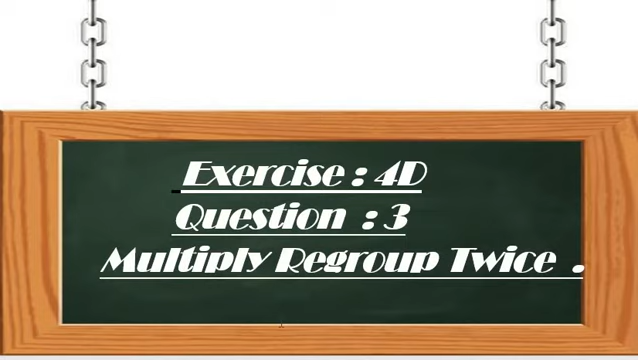 Exercise : 4D
Question : 3
Multiply Regroup Twice .